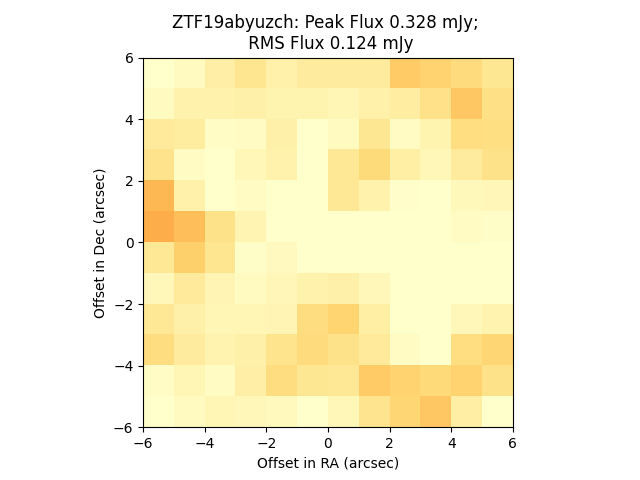 ZTF19abyuzch: Peak Flux 0.328 mJy;
RMS Flux 0.124 mJy
6
4
2
0
−2
−4
−6
Offset in Dec (arcsec)
−6 −4 −2 0 2 4 6
Offset in RA (arcsec)